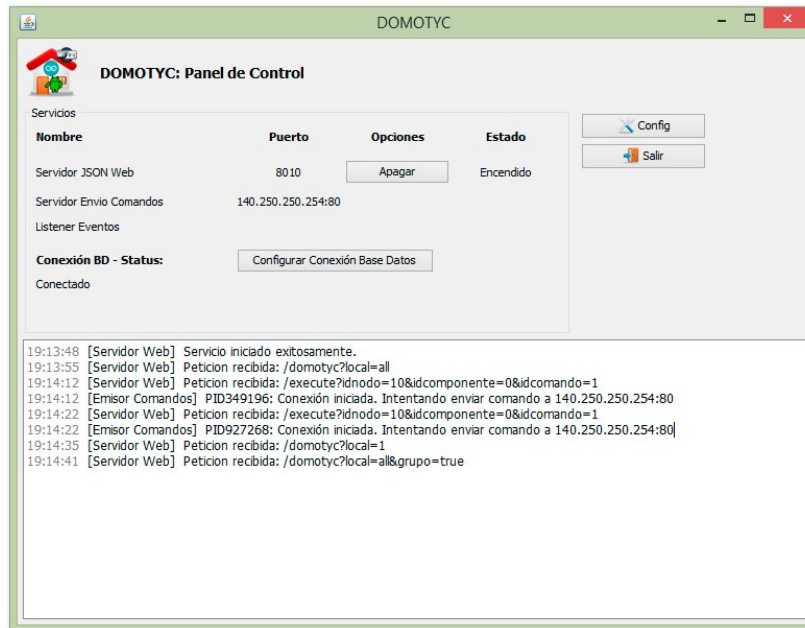 DOMOTYC
DOMOTYC: Panel de Control
Servicios
Nombre Puerto Opciones Estado
Servidor JSON Web 8010 Apagar Encendido
Servidor Envio Comandos 140.250.250.254:80
Listener Eventos
Conexión BD - Status: Configurar Conexión Base Datos
Conectado
Config
Salir
19:13:48 [Servidor Web] Servicio iniciado exitosamente.
19:13:55 [Servidor Web] Peticion recibida: /domotyc?local=all
19:14:12 [Servidor Web] Peticion recibida: /execute?idnodo=10&idcomponente=0&idcomando=1
19:14:12 [Emisor Comandos] PID349196: Conexión iniciada. Intentando enviar comando a 140.250.250.254:80
19:14:22 [Servidor Web] Peticion recibida: /execute?idnodo=10&idcomponente=0&idcomando=1
19:14:22 [Emisor Comandos] PID927268: Conexión iniciada. Intentando enviar comando a 140.250.250.254:80
19:14:35 [Servidor Web] Peticion recibida: /domotyc?local=1
19:14:41 [Servidor Web] Peticion recibida: /domotyc?local=all&grupo=true